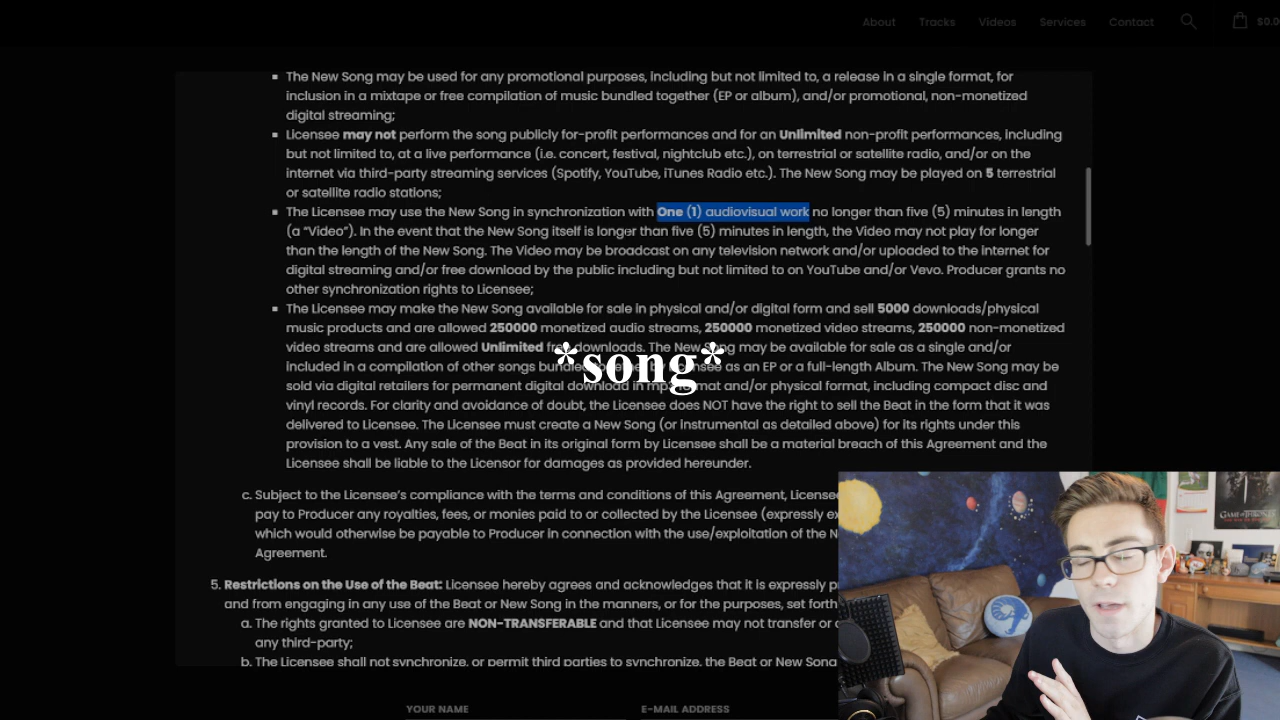 About Tracks Videos Services Contact $0.0
The New Song may be used for any promotional purposes, including but not limited to, a release in a single format, for
inclusion in a mixtape or free compilation of music bundled together (EP or album), and/or promotional, non-monetized
digital streaming;
Licensee may not perform the song publicly for-profit performances and for an Unlimited non-profit performances, including
but not limited to, at a live performance (i.e. concert, festival, nightclub etc.), on terrestrial or satellite radio, and/or on the
internet via third-party streaming services (Spotify, YouTube, iTunes Radio etc.). The New Song may be played on 5 terrestrial
or satellite radio stations;
The Licensee may use the New Song in synchronization with One (1) audiovisual work no longer than five (5) minutes in length
(a “Video”). In the event that the New Song itself is longer than five (5) minutes in length, the Video may not play for longer
than the length of the New Song. The Video may be broadcast on any television network and/or uploaded to the internet for
digital streaming and/or free download by the public including but not limited to on YouTube and/or Vevo. Producer grants no
other synchronization rights to Licensee;
The Licensee may make the New Song available for sale in physical and/or digital form and sell 5000 downloads/physical
music products and are allowed 250000 monetized audio streams, 250000 monetized video streams, 250000 non-monetized
video streams and are allowed Unlimited free downloads. The New Song may be available for sale as a single and/or
*song*
included in a compilation of other songs bundled together by Licensee as an EP or a full-length Album. The New Song may be
sold via digital retailers for permanent digital download in mp3 format and/or physical format, including compact disc and
vinyl records. For clarity and avoidance of doubt, the Licensee does NOT have the right to sell the Beat in the form that it was
delivered to Licensee. The Licensee must create a New Song (or instrumental as detailed above) for its rights under this
provision to a vest. Any sale of the Beat in its original form by Licensee shall be a material breach of this Agreement and the
Licensee shall be liable to the Licensor for damages as provided hereunder.
c. Subject to the Licensee’s compliance with the terms and conditions of this Agreement, License
pay to Producer any royalties, fees, or monies paid to or collected by the Licensee (expressly ex
which would otherwise be payable to Producer in connection with the use/exploitation of the N
Agreement.
5. Restrictions on the Use of the Beat: Licensee hereby agrees and acknowledges that it is expressly p
and from engaging in any use of the Beat or New Song in the manners, or for the purposes, set forth
a. The rights granted to Licensee are NON-TRANSFERABLE and that Licensee may not transfer or
any third-party;
b. The Licensee shall not synchronize, or permit third parties to synchronize, the Beat or New Song
YOUR NAME E-MAIL ADDRESS
GAME OF THRONES